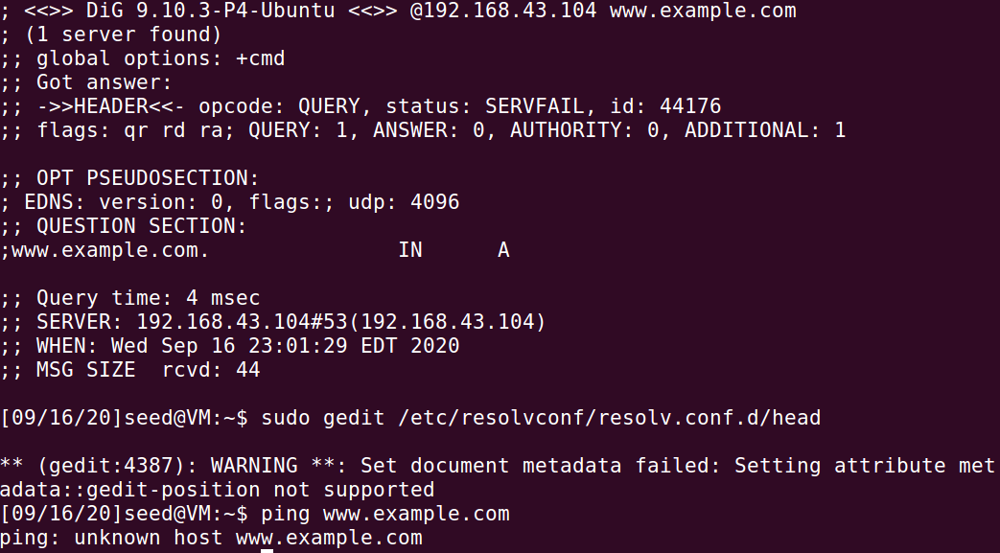 ; <<>> DiG 9.10.3-P4-Ubuntu <<>> @192.168.43.104 www.example.com
; (1 server found)
;; global options: +cmd
;; Got answer:
;; ->>HEADER<<- opcode: QUERY, status: SERVFAIL, id: 44176
;; flags: qr rd ra; QUERY: 1, ANSWER: 0, AUTHORITY: 0, ADDITIONAL: 1
;; OPT PSEUDOSECTION:
; EDNS: version: 0, flags:; udp: 4096
;; QUESTION SECTION:
;www.example.com. IN A
;; Query time: 4 msec
;; SERVER: 192.168.43.104#53(192.168.43.104)
;; WHEN: Wed Sep 16 23:01:29 EDT 2020
;; MSG SIZE rcvd: 44
[09/16/20]seed@VM:~$ sudo gedit /etc/resolvconf/resolv.conf.d/head
** (gedit:4387): WARNING **: Set document metadata failed: Setting attribute met
adata::gedit-position not supported
[09/16/20]seed@VM:~$ ping www.example.com
ping: unknown host www.example.com